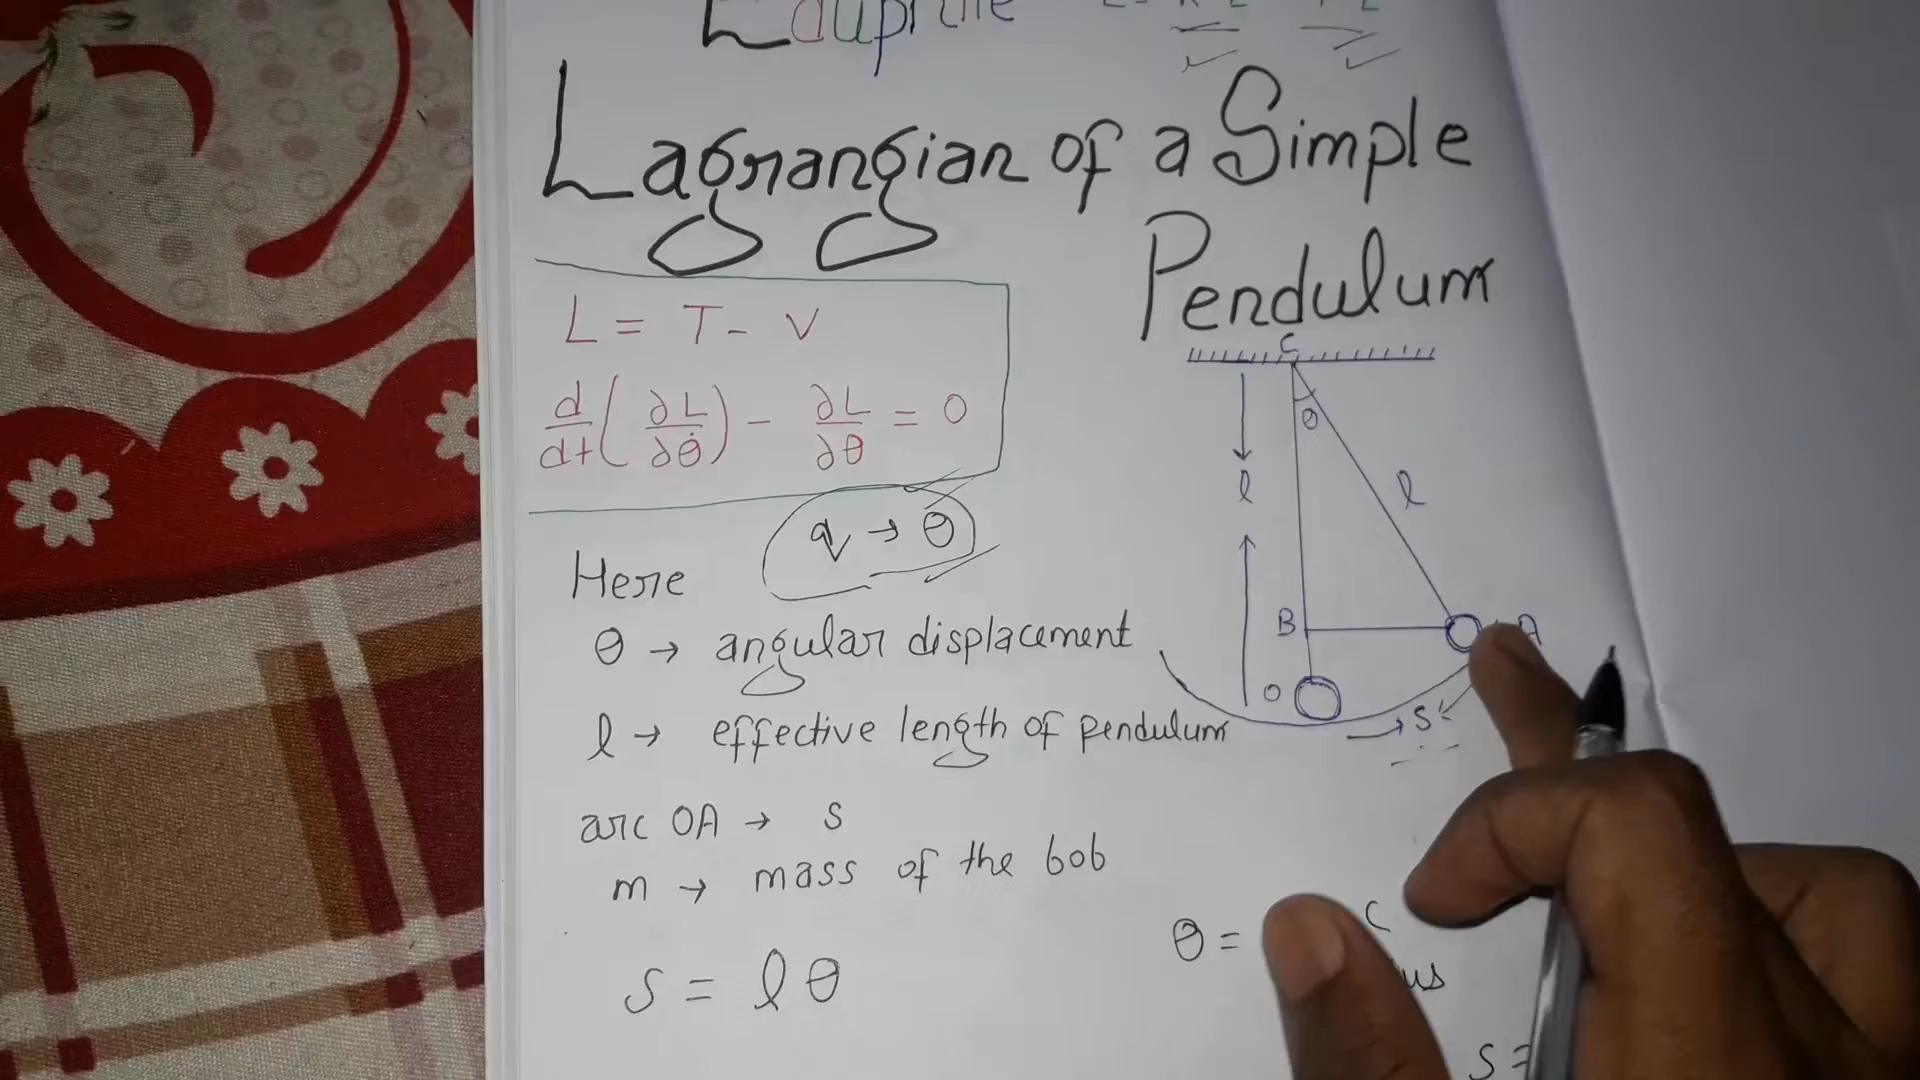 Lagrangian of a Simple
Pendulum
L = T - V
d/dt(∂L/∂θ̇) - ∂L/∂θ = 0
q → θ
Here
θ → angular displacement
l → effective length of pendulum
arc OA → s
m → mass of the bob
s = lθ
C
θ
l
l
B
A
O
→ s
θ =
s =